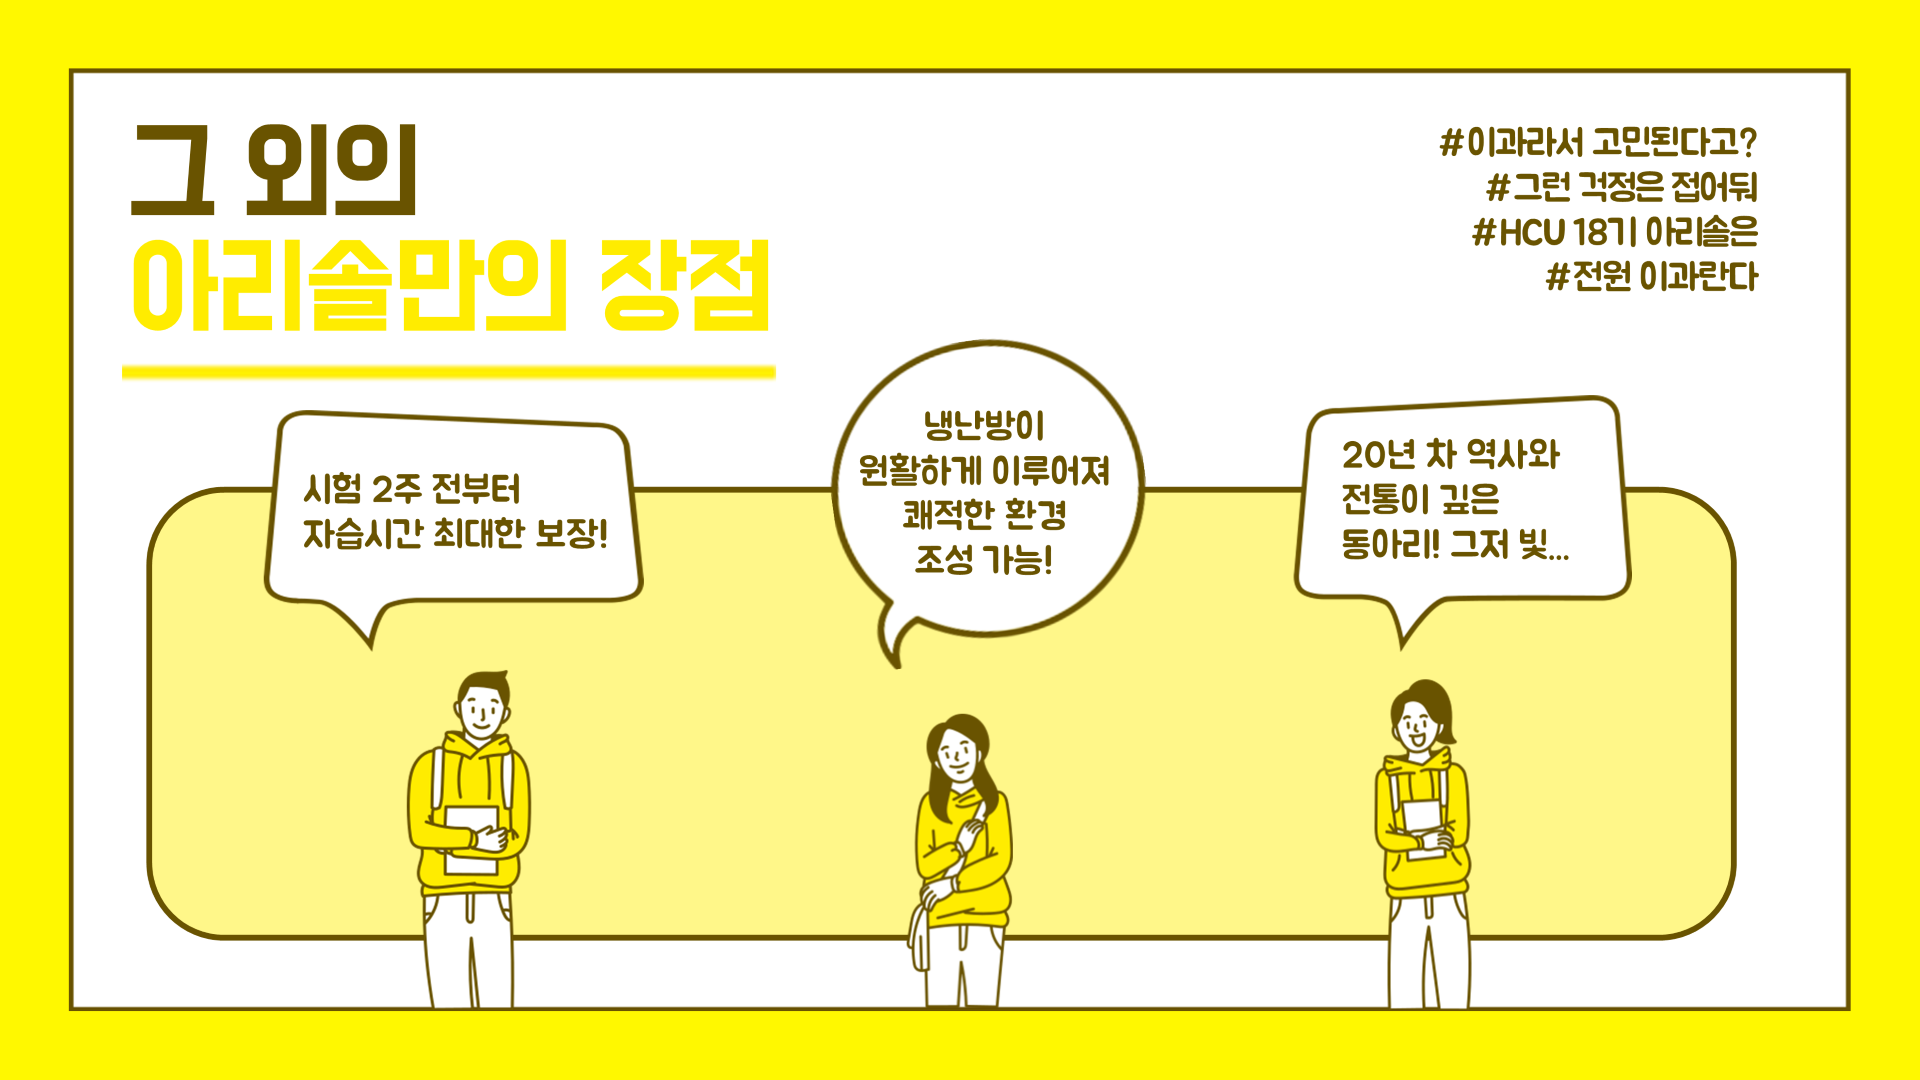 그 외의
아리솔만의 장점
#이과라서 고민된다고?
#그런 걱정은 접어둬
#HCU 18기 아리솔은
#전원 이과란다
시험 2주 전부터
자습시간 최대한 보장!
냉난방이
원활하게 이루어져
쾌적한 환경
조성 가능!
20년 차 역사와
전통이 깊은
동아리! 그저 빛...